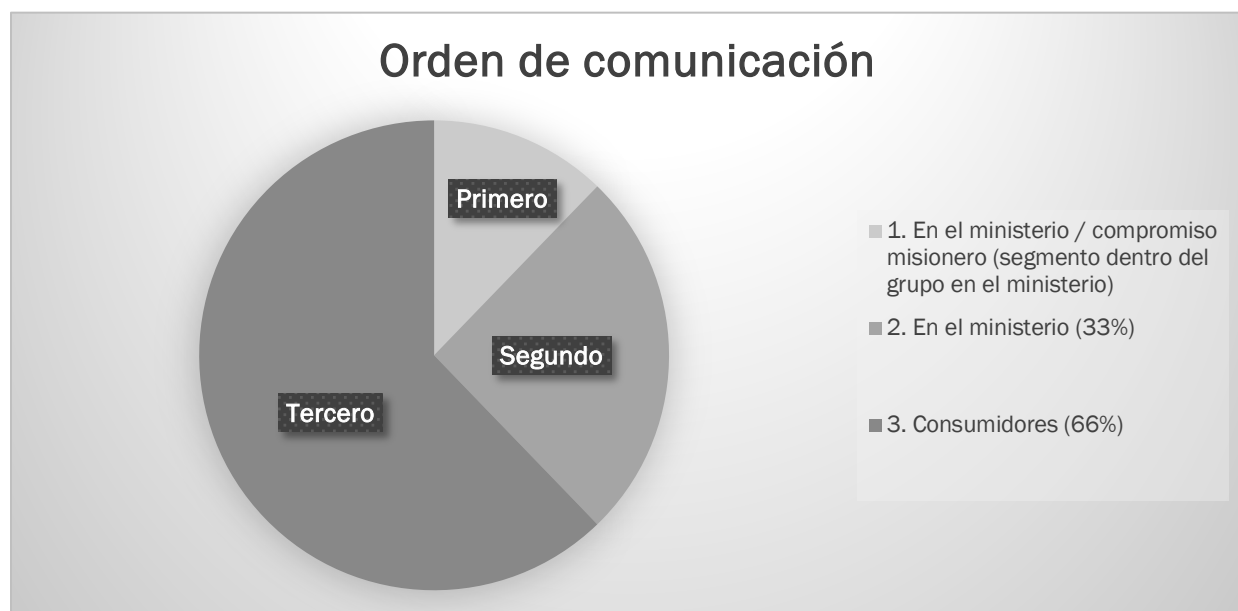 Orden de comunicación
Primero
Segundo
Tercero
1. En el ministerio / compromiso
misionero (segmento dentro del
grupo en el ministerio)
2. En el ministerio (33%)
3. Consumidores (66%)